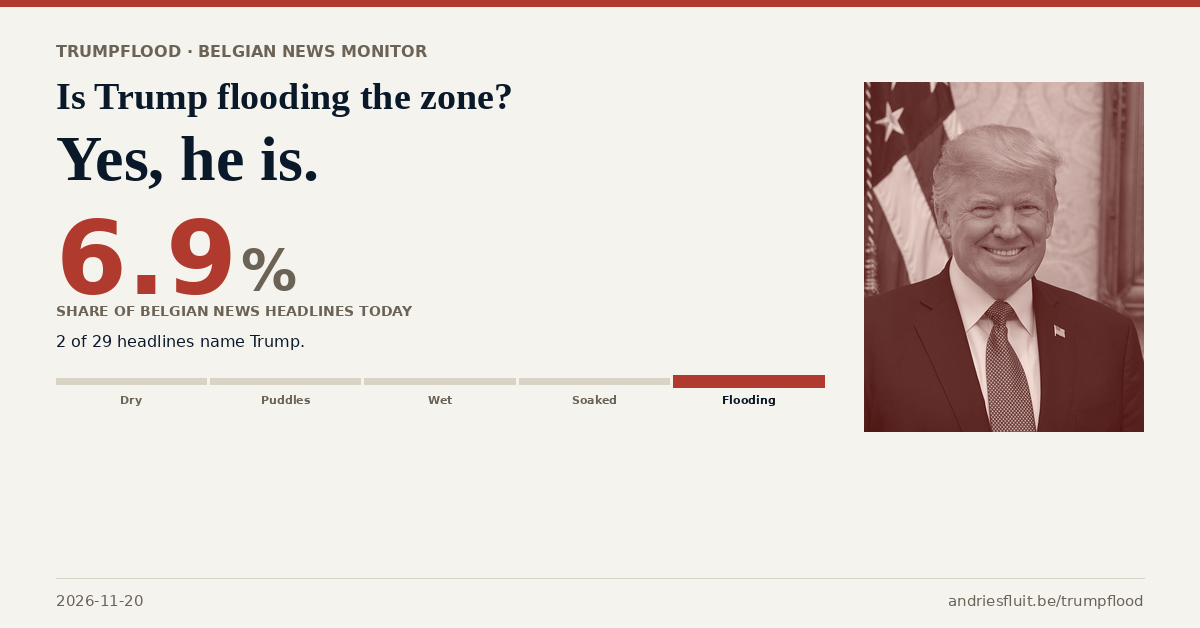 TRUMPFLOOD · BELGIAN NEWS MONITOR
Is Trump flooding the zone?
Yes, he is.
6.9%
SHARE OF BELGIAN NEWS HEADLINES TODAY
2 of 29 headlines name Trump.
Dry Puddles Wet Soaked Flooding
2026-11-20 andriesfluit.be/trumpflood